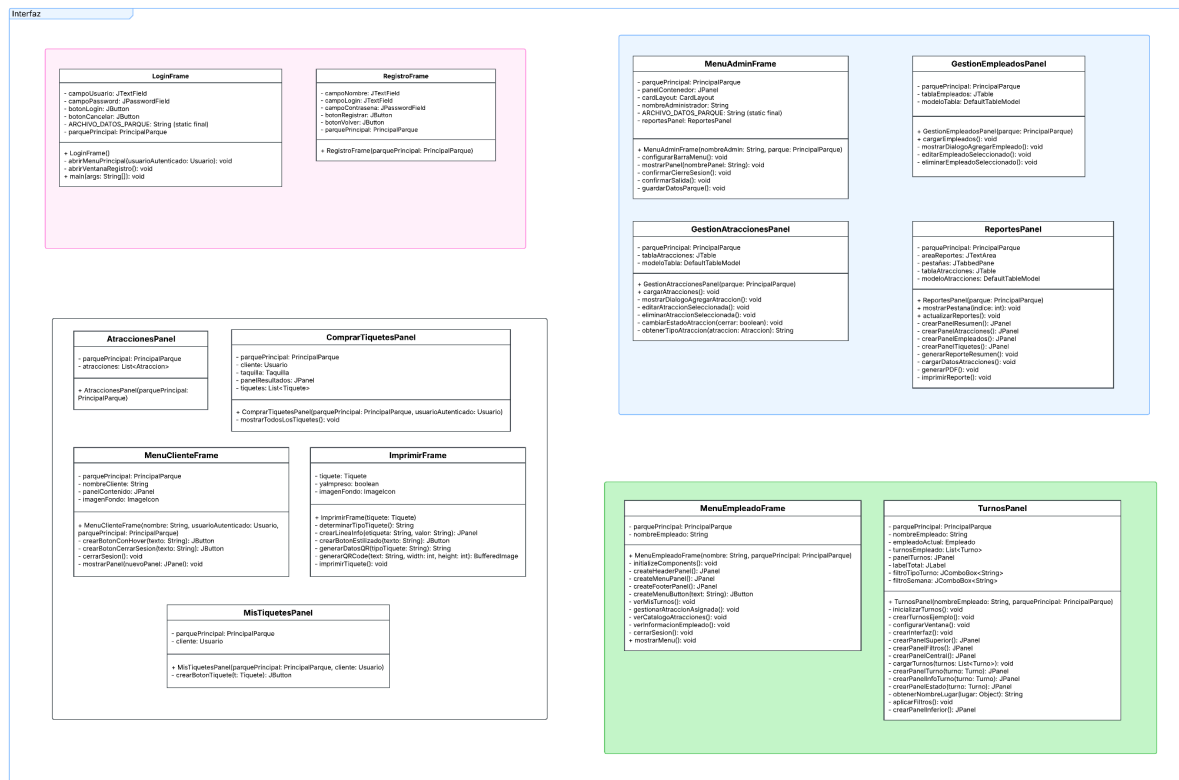 Interfaz
LoginFrame
- campoUsuario: JTextField
- campoPassword: JPasswordField
- botonLogin: JButton
- botonCancelar: JButton
- ARCHIVO_DATOS_PARQUE: String (static final)
- parquePrincipal: PrincipalParque
+ LoginFrame()
- abrirMenuPrincipal(usuarioAutenticado: Usuario): void
- abrirVentanaRegistro(): void
+ main(args: String[]): void
RegistroFrame
- campoNombre: JTextField
- campoLogin: JTextField
- campoContrasena: JPasswordField
- botonRegistrar: JButton
- botonVolver: JButton
- parquePrincipal: PrincipalParque
+ RegistroFrame(parquePrincipal: PrincipalParque)
MenuAdminFrame
- parquePrincipal: PrincipalParque
- panelContenedor: JPanel
- cardLayout: CardLayout
- nombreAdministrador: String
- ARCHIVO_DATOS_PARQUE: String (static final)
- reportesPanel: ReportesPanel
+ MenuAdminFrame(nombreAdmin: String, parque: PrincipalParque)
- configurarBarraMenu(): void
- mostrarPanel(nombrePanel: String): void
- confirmarCierreSesion(): void
- confirmarSalida(): void
- guardarDatosParque(): void
GestionEmpleadosPanel
- parquePrincipal: PrincipalParque
- tablaEmpleados: JTable
- modeloTabla: DefaultTableModel
+ GestionEmpleadosPanel(parque: PrincipalParque)
+ cargarEmpleados(): void
- mostrarDialogoAgregarEmpleado(): void
- editarEmpleadoSeleccionado(): void
- eliminarEmpleadoSeleccionado(): void
GestionAtraccionesPanel
- parquePrincipal: PrincipalParque
- tablaAtracciones: JTable
- modeloTabla: DefaultTableModel
+ GestionAtraccionesPanel(parque: PrincipalParque)
+ cargarAtracciones(): void
- mostrarDialogoAgregarAtraccion(): void
- editarAtraccionSeleccionada(): void
- eliminarAtraccionSeleccionada(): void
- cambiarEstadoAtraccion(cerrar: boolean): void
- obtenerTipoAtraccion(atraccion: Atraccion): String
ReportesPanel
- parquePrincipal: PrincipalParque
- areaReportes: JTextArea
- pestañas: JTabbedPane
- tablaAtracciones: JTable
- modeloAtracciones: DefaultTableModel
+ ReportesPanel(parque: PrincipalParque)
+ mostrarPestana(indice: int): void
+ actualizarReportes(): void
- crearPanelResumen(): JPanel
- crearPanelAtracciones(): JPanel
- crearPanelEmpleados(): JPanel
- crearPanelTiquetes(): JPanel
- generarReporteResumen(): void
- cargarDatosAtracciones(): void
- generarPDF(): void
- imprimirReporte(): void
AtraccionesPanel
- parquePrincipal: PrincipalParque
- atracciones: List<Atraccion>
+ AtraccionesPanel(parquePrincipal:
PrincipalParque)
ComprarTiquetesPanel
- parquePrincipal: PrincipalParque
- cliente: Usuario
- taquilla: Taquilla
- panelResultados: JPanel
- tiquetes: List<Tiquete>
+ ComprarTiquetesPanel(parquePrincipal: PrincipalParque, usuarioAutenticado: Usuario)
- mostrarTodosLosTiquetes(): void
MenuClienteFrame
- parquePrincipal: PrincipalParque
- nombreCliente: String
- panelContenido: JPanel
- imagenFondo: ImageIcon
+ MenuClienteFrame(nombre: String, usuarioAutenticado: Usuario,
parquePrincipal: PrincipalParque)
- crearBotonConHover(texto: String): JButton
- crearBotonCerrarSesion(texto: String): JButton
- cerrarSesion(): void
- mostrarPanel(nuevoPanel: JPanel): void
ImprimirFrame
- tiquete: Tiquete
- yaImpreso: boolean
- imagenFondo: ImageIcon
+ ImprimirFrame(tiquete: Tiquete)
- determinarTipoTiquete(): String
- crearLineaInfo(etiqueta: String, valor: String): JPanel
- crearBotonEstilizado(texto: String): JButton
- generarDatosQR(tipoTiquete: String): String
- generarQRCode(text: String, width: int, height: int): BufferedImage
- imprimirTiquete(): void
MisTiquetesPanel
- parquePrincipal: PrincipalParque
- cliente: Usuario
+ MisTiquetesPanel(parquePrincipal: PrincipalParque, cliente: Usuario)
- crearBotonTiquete(t: Tiquete): JButton
MenuEmpleadoFrame
- parquePrincipal: PrincipalParque
- nombreEmpleado: String
+ MenuEmpleadoFrame(nombre: String, parquePrincipal: PrincipalParque)
- initializeComponents(): void
- createHeaderPanel(): JPanel
- createMenuPanel(): JPanel
- createFooterPanel(): JPanel
- createMenuButton(text: String): JButton
- verMisTurnos(): void
- gestionarAtraccionAsignada(): void
- verCatalogoAtracciones(): void
- verInformacionEmpleado(): void
- cerrarSesion(): void
+ mostrarMenu(): void
TurnosPanel
- parquePrincipal: PrincipalParque
- nombreEmpleado: String
- empleadoActual: Empleado
- turnosEmpleado: List<Turno>
- panelTurnos: JPanel
- labelTotal: JLabel
- filtroTipoTurno: JComboBox<String>
- filtroSemana: JComboBox<String>
+ TurnosPanel(nombreEmpleado: String, parquePrincipal: PrincipalParque)
- inicializarTurnos(): void
- crearTurnosEjemplo(): void
- configurarVentana(): void
- crearInterfaz(): void
- crearPanelSuperior(): JPanel
- crearPanelFiltros(): JPanel
- crearPanelCentral(): JPanel
- cargarTurnos(turnos: List<Turno>): void
- crearPanelTurno(turno: Turno): JPanel
- crearPanelInfoTurno(turno: Turno): JPanel
- crearPanelEstado(turno: Turno): JPanel
- obtenerNombreLugar(lugar: Object): String
- aplicarFiltros(): void
- crearPanelInferior(): JPanel